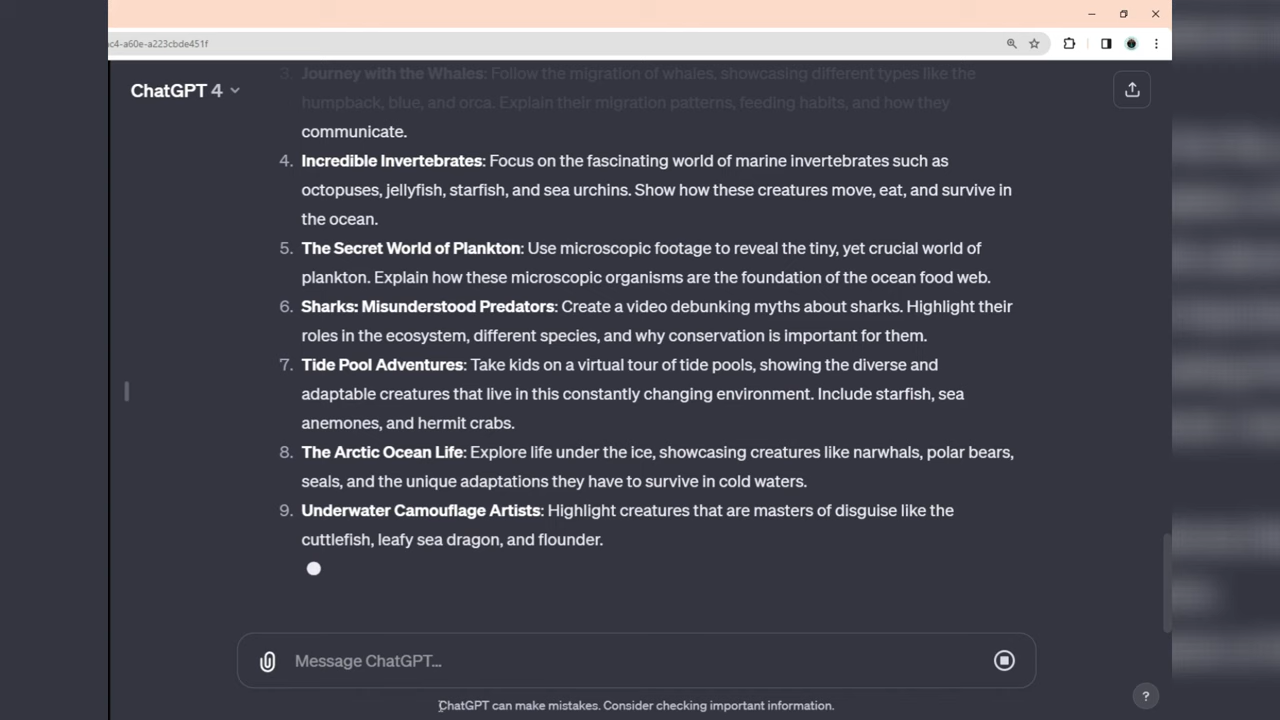 c4-a60e-a223cbde451f
ChatGPT 4
3. Journey with the Whales: Follow the migration of whales, showcasing different types like the
humpback, blue, and orca. Explain their migration patterns, feeding habits, and how they
communicate.
4. Incredible Invertebrates: Focus on the fascinating world of marine invertebrates such as
octopuses, jellyfish, starfish, and sea urchins. Show how these creatures move, eat, and survive in
the ocean.
5. The Secret World of Plankton: Use microscopic footage to reveal the tiny, yet crucial world of
plankton. Explain how these microscopic organisms are the foundation of the ocean food web.
6. Sharks: Misunderstood Predators: Create a video debunking myths about sharks. Highlight their
roles in the ecosystem, different species, and why conservation is important for them.
7. Tide Pool Adventures: Take kids on a virtual tour of tide pools, showing the diverse and
adaptable creatures that live in this constantly changing environment. Include starfish, sea
anemones, and hermit crabs.
8. The Arctic Ocean Life: Explore life under the ice, showcasing creatures like narwhals, polar bears,
seals, and the unique adaptations they have to survive in cold waters.
9. Underwater Camouflage Artists: Highlight creatures that are masters of disguise like the
cuttlefish, leafy sea dragon, and flounder.
Message ChatGPT...
ChatGPT can make mistakes. Consider checking important information.
?